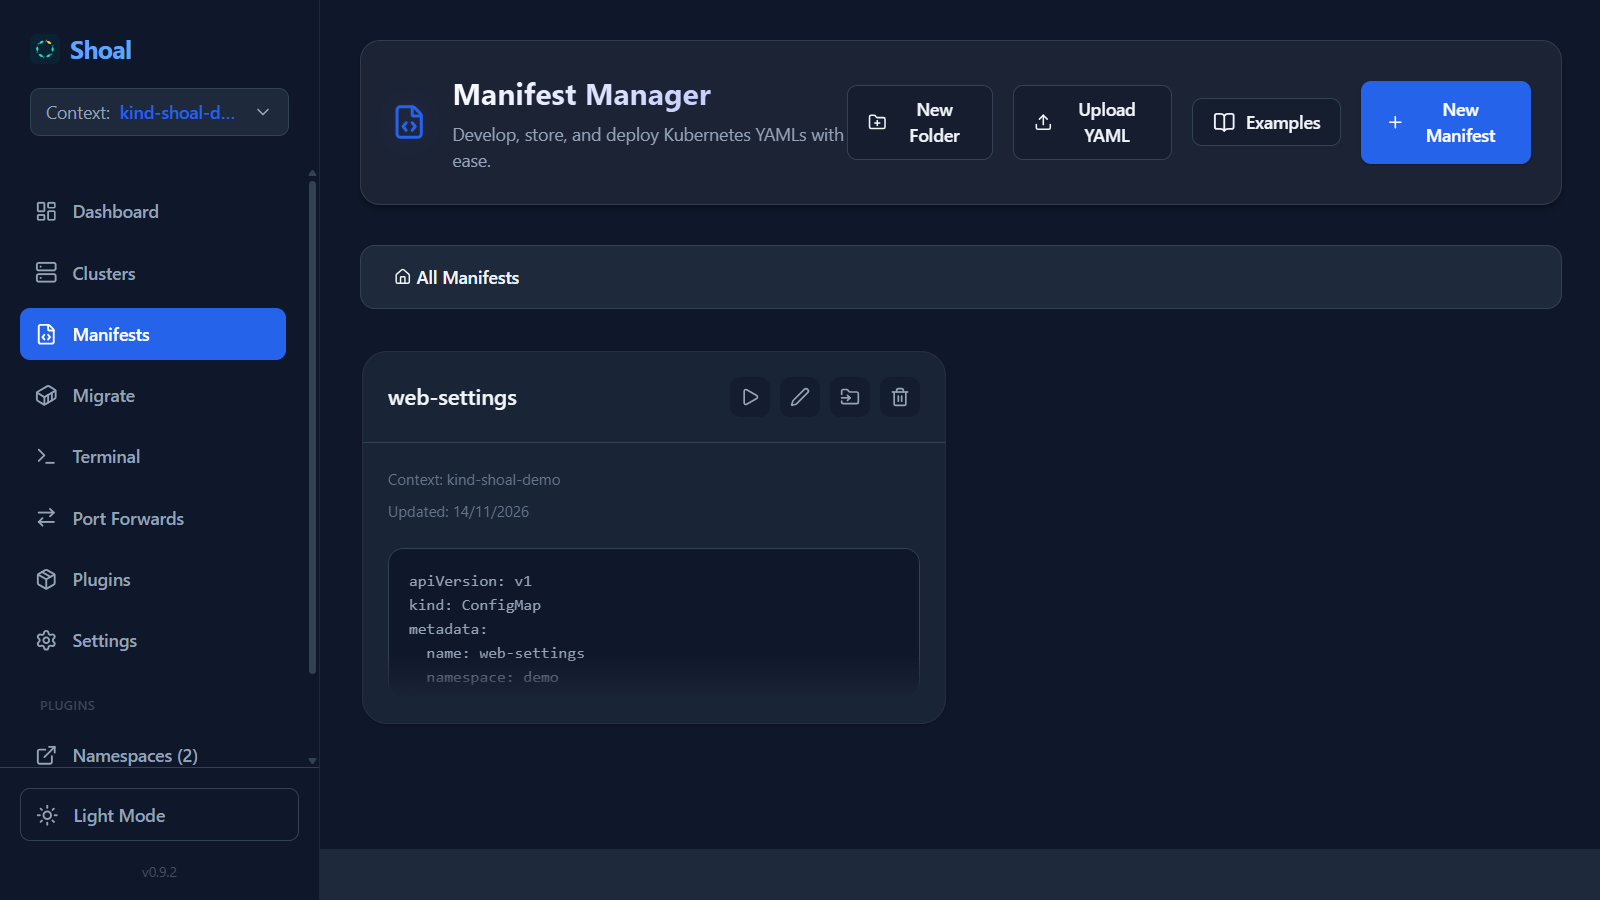 Shoal
Context: kind-shoal-d...
Dashboard
Clusters
Manifests
Migrate
Terminal
Port Forwards
Plugins
Settings
PLUGINS
Namespaces (2)
Light Mode
v0.9.2
Manifest Manager
Develop, store, and deploy Kubernetes YAMLs with
ease.
New
Folder
Upload
YAML
Examples
New
Manifest
All Manifests
web-settings
Context: kind-shoal-demo
Updated: 14/11/2026
apiVersion: v1
kind: ConfigMap
metadata:
  name: web-settings
  namespace: demo